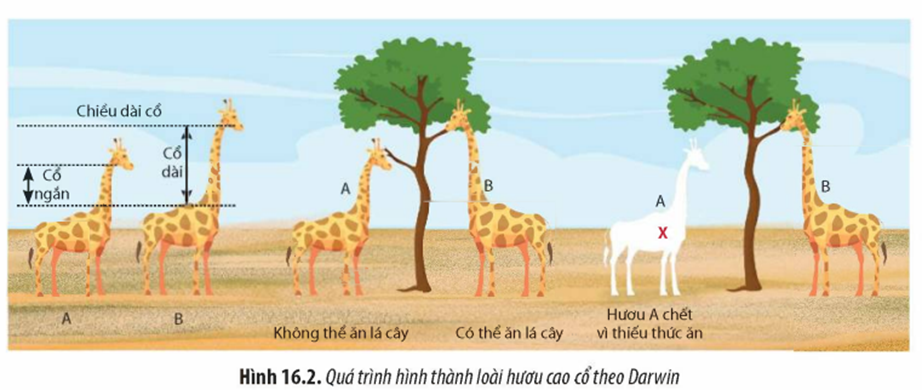 Chiều dài cổ
Cổ
ngắn
Cổ
dài
A
B
A
B
Không thể ăn lá cây
Có thể ăn lá cây
A
X
B
Hươu A chết
vì thiếu thức ăn
Hình 16.2. Quá trình hình thành loài hươu cao cổ theo Darwin